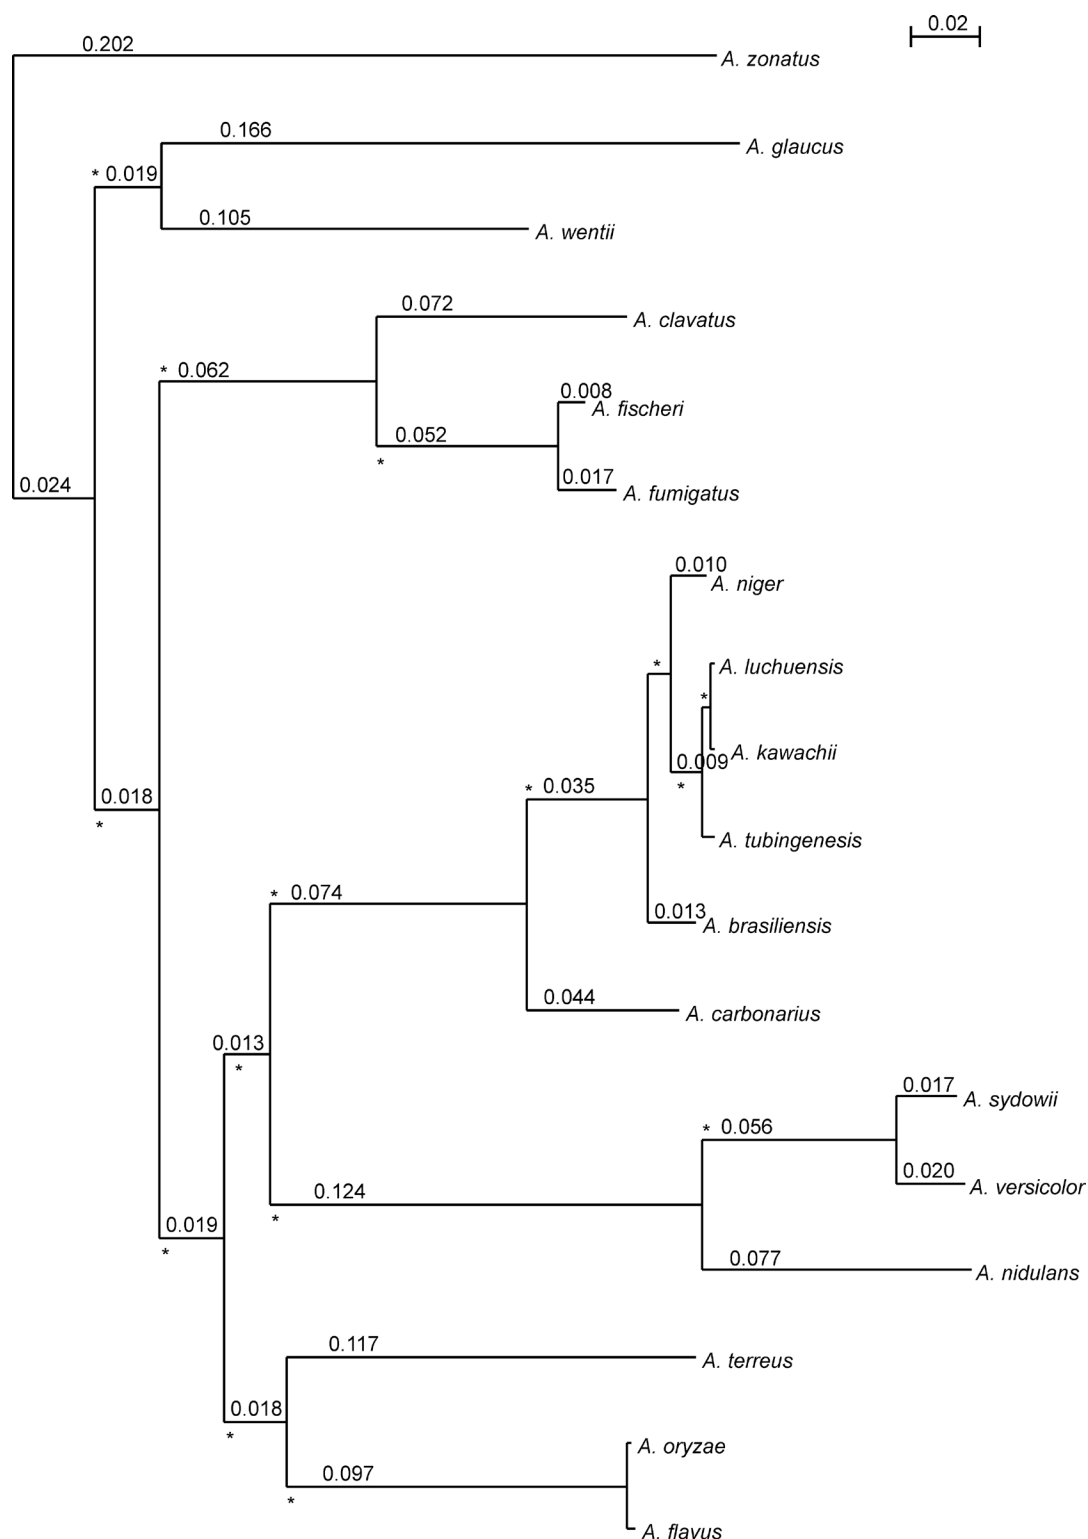 0.02
0.202
A. zonatus
0.166
A. glaucus
* 0.019
0.105
A. wentii
0.072
A. clavatus
* 0.062
0.008
A. fischeri
0.052
*
0.017
A. fumigatus
0.024
0.010
A. niger
*
A. luchuensis
*
A. kawachii
0.009
*
* 0.035
0.018
*
A. tubingenesis
* 0.074
0.013
A. brasiliensis
0.044
A. carbonarius
0.013
*
0.017
A. sydowii
* 0.056
0.020
A. versicolor
0.124
*
0.019
*
0.077
A. nidulans
0.117
A. terreus
0.018
*
A. oryzae
0.097
*
A. flavus